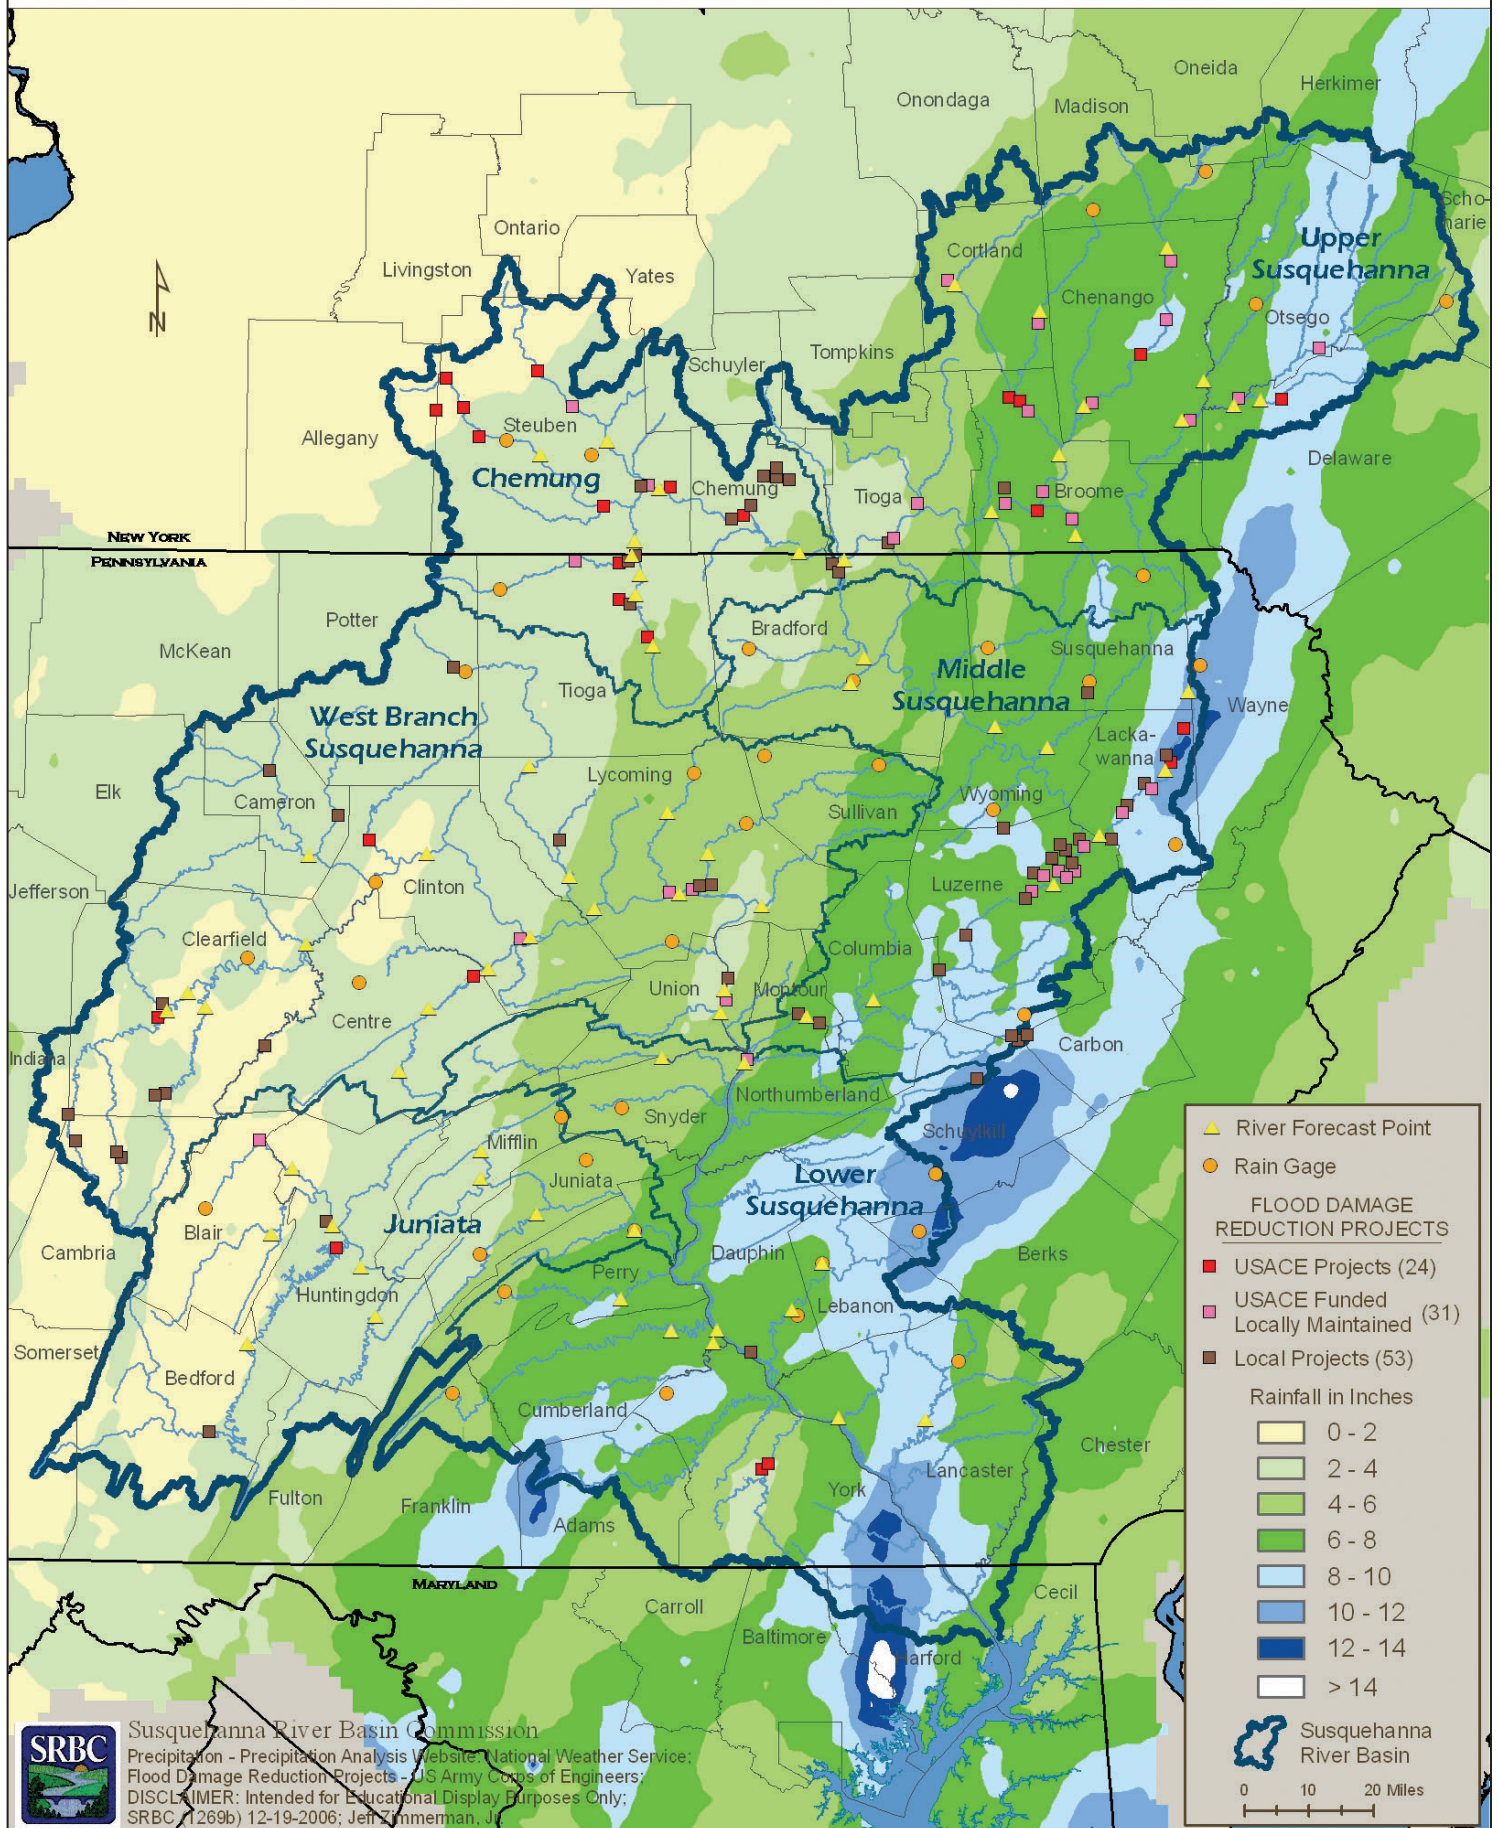 Oneida
Herkimer
Onondaga
Madison
Scho-
harie
Ontario
Cortland
Upper
Susquehanna
Livingston
Yates
Chenango
Otsego
N
Schuyler
Tompkins
Allegany
Steuben
Delaware
Chemung
Chemung
Tioga
Broome
NEW YORK
PENNSYLVANIA
Potter
Bradford
McKean
Susquehanna
Middle
Susquehanna
Tioga
Wayne
West Branch
Susquehanna
Lacka-
wanna
Lycoming
Elk
Cameron
Wyoming
Sullivan
Jefferson
Clinton
Luzerne
Clearfield
Columbia
Union
Montour
Centre
Indiana
Carbon
Northumberland
Snyder
Schuylkill
Mifflin
Juniata
Lower
Susquehanna
Juniata
Blair
Cambria
Dauphin
Berks
Perry
Huntingdon
Lebanon
Somerset
Bedford
Cumberland
Chester
Lancaster
York
Fulton
Franklin
Adams
MARYLAND
Cecil
Carroll
Baltimore
Harford
River Forecast Point
Rain Gage
FLOOD DAMAGE
REDUCTION PROJECTS
USACE Projects (24)
USACE Funded
Locally Maintained (31)
Local Projects (53)
Rainfall in Inches
0 - 2
2 - 4
4 - 6
6 - 8
8 - 10
10 - 12
12 - 14
> 14
Susquehanna
River Basin
0 10 20 Miles
SRBC
Susquehanna River Basin Commission
Precipitation - Precipitation Analysis Website: National Weather Service;
Flood Damage Reduction Projects - US Army Corps of Engineers;
DISCLAIMER: Intended for Educational Display Purposes Only;
SRBC (1269b) 12-19-2006; Jeff Zimmerman, Jr.